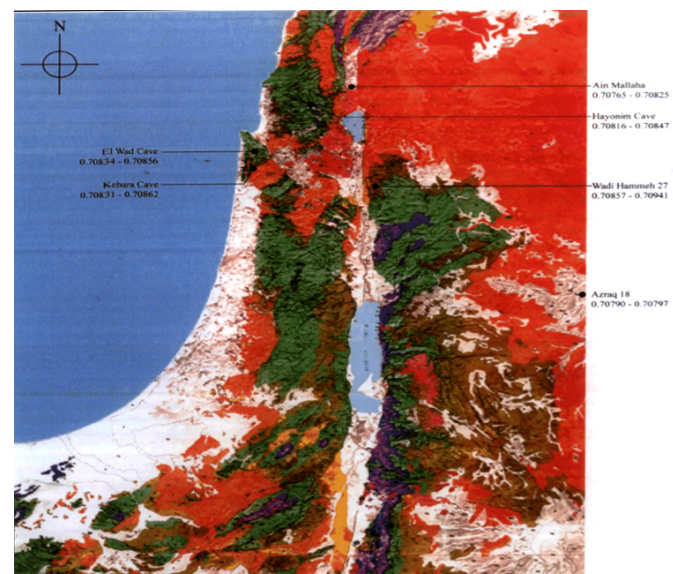 N
Ain Mallaha
0.70765 - 0.70825
Hayonim Cave
0.70816 - 0.70847
El Wad Cave
0.70834 - 0.70856
Kebara Cave
0.70831 - 0.70862
Wadi Hammeh 27
0.70857 - 0.70941
Azraq 18
0.70790 - 0.70797